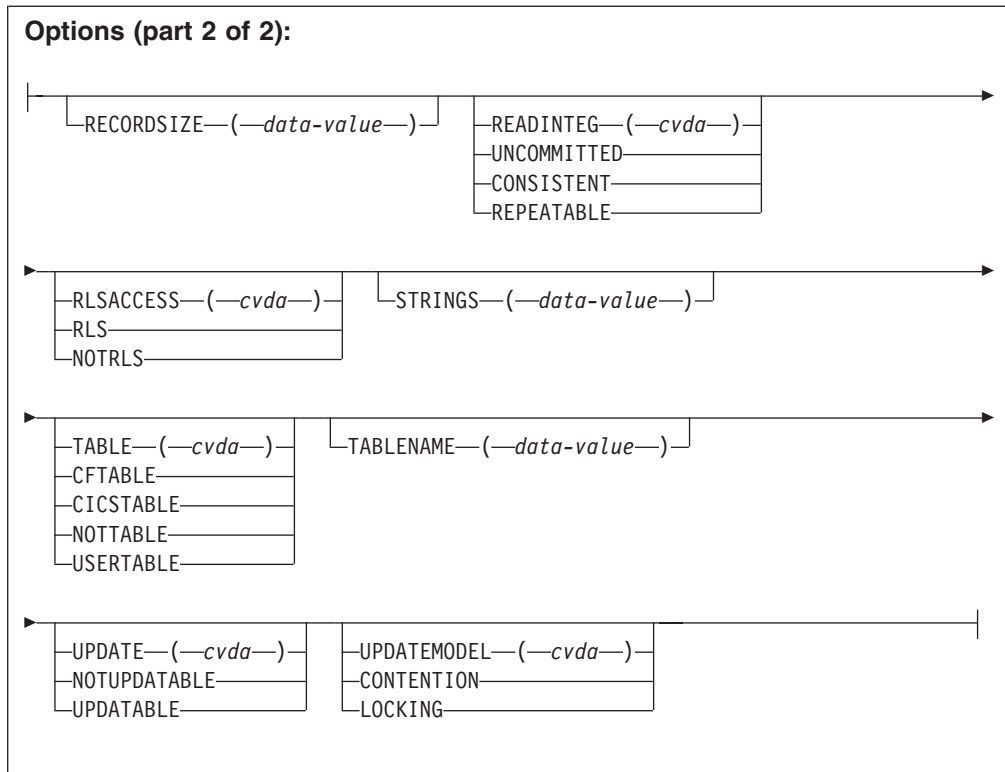 Options (part 2 of 2):
RECORDSIZE ( data-value ) READINTEG ( cvda )
UNCOMMITTED
CONSISTENT
REPEATABLE
RLSACCESS ( cvda ) STRINGS ( data-value )
RLS
NOTRLS
TABLE ( cvda ) TABLENAME ( data-value )
CFTABLE
CICSTABLE
NOTTABLE
USERTABLE
UPDATE ( cvda ) UPDATEMODEL ( cvda )
NOTUPDATABLE CONTENTION
UPDATABLE LOCKING